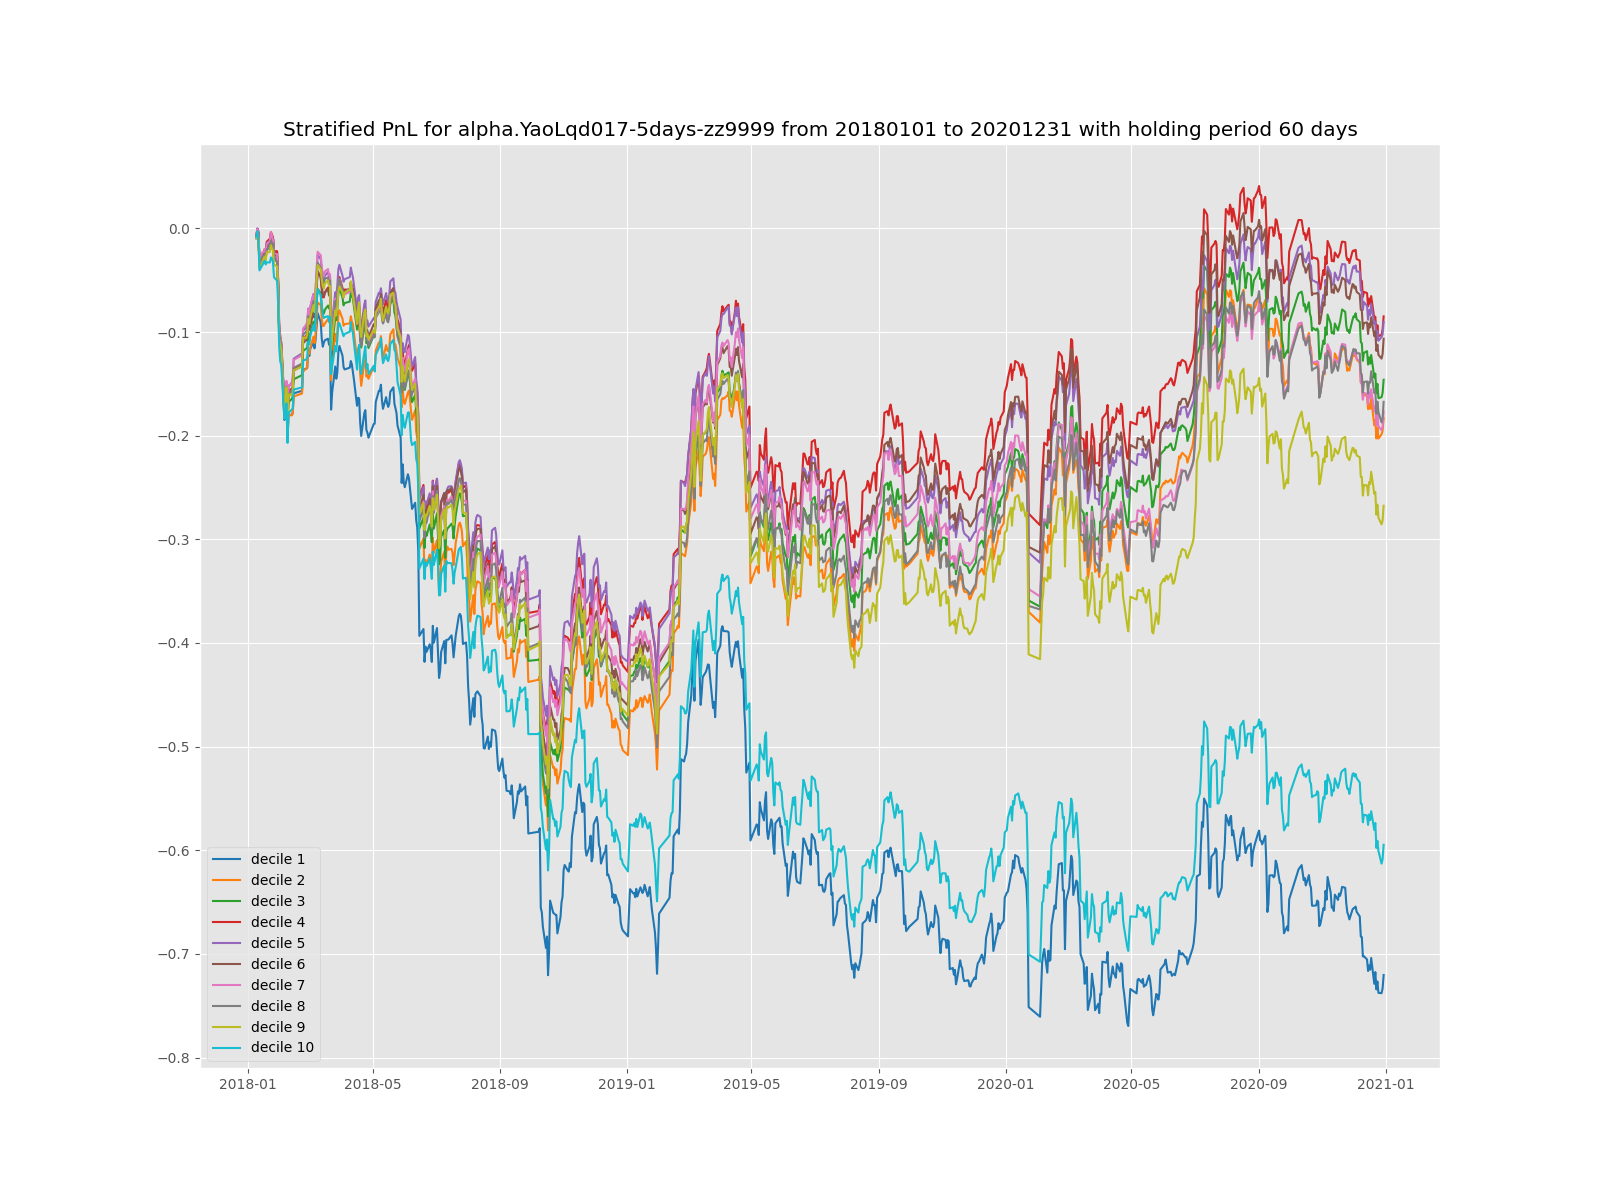 Stratified PnL for alpha.YaoLqd017-5days-zz9999 from 20180101 to 20201231 with holding period 60 days
0.0
−0.1
−0.2
−0.3
−0.4
−0.5
−0.6
−0.7
−0.8
decile 1
decile 2
decile 3
decile 4
decile 5
decile 6
decile 7
decile 8
decile 9
decile 10
2018-01 2018-05 2018-09 2019-01 2019-05 2019-09 2020-01 2020-05 2020-09 2021-01